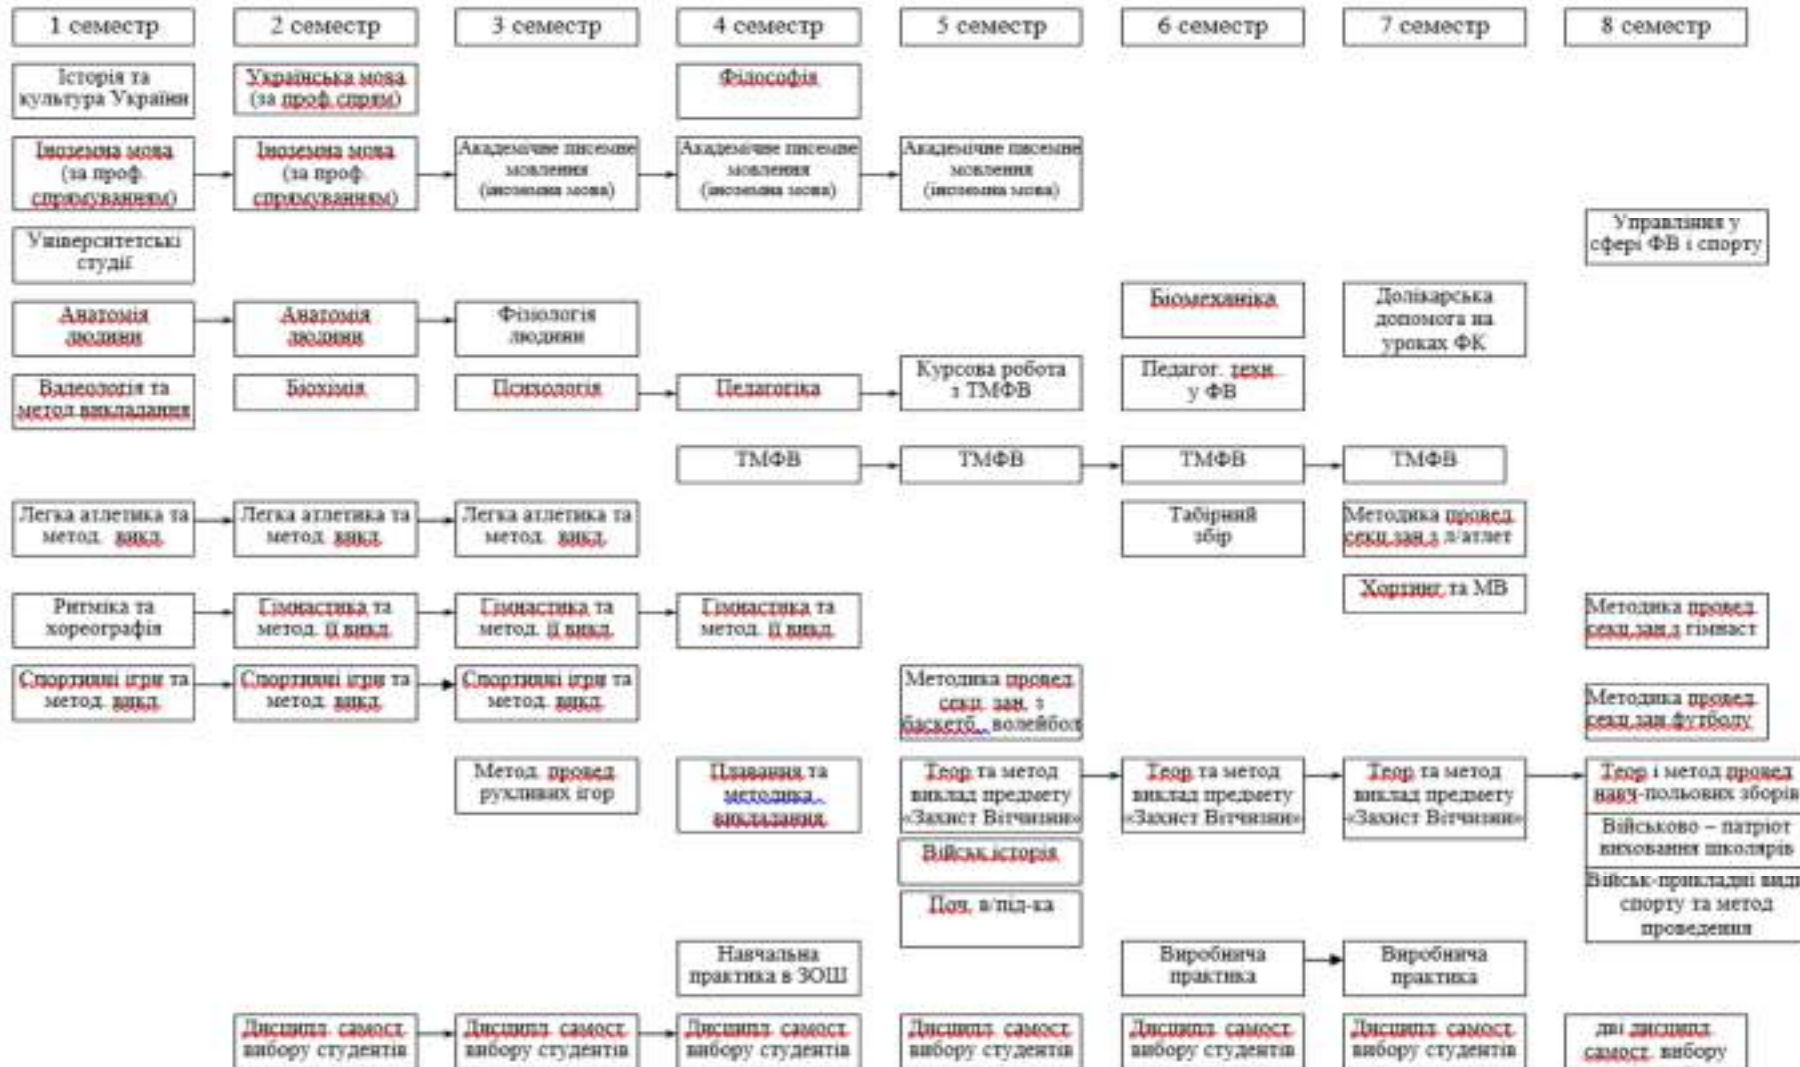 1 семестр
2 семестр
3 семестр
4 семестр
5 семестр
6 семестр
7 семестр
8 семестр
Історія та
культура України
Українська мова
(за проф.спрям)
Філософія
Іноземна мова
(за проф.
спрямуванням)
Іноземна мова
(за проф.
спрямуванням)
Академічне писемне
мовлення
(іноземна мова)
Академічне писемне
мовлення
(іноземна мова)
Академічне писемне
мовлення
(іноземна мова)
Управління у
сфері ФВ і спорту
Університетські
студії
Анатомія
людини
Анатомія
людини
Фізіологія
людини
Біомеханіка
Долікарська
допомога на
уроках ФК
Валеологія та
метод викладання
Біохімія
Психологія
Педагогіка
Курсова робота
з ТМФВ
Педагог. техн.
у ФВ
ТМФВ
ТМФВ
ТМФВ
ТМФВ
Легка атлетика та
метод. викл.
Легка атлетика та
метод. викл.
Легка атлетика та
метод. викл.
Табірний
збір
Методика провед.
секц.зан.з л/атлет
Хортинг та МВ
Ритміка та
хореографія
Гімнастика та
метод. її викл.
Гімнастика та
метод. її викл.
Гімнастика та
метод. її викл.
Методика провед.
секц.зан.з гімнаст
Спортивні ігри та
метод. викл.
Спортивні ігри та
метод. викл.
Спортивні ігри та
метод. викл.
Методика провед.
секц. зан. з
баскетб., волейбол
Методика провед.
секц.зан.футболу
Метод. провед.
рухливих ігор
Плавання та
методика
викладання
Теор та метод
виклад предмету
«Захист Вітчизни»
Теор та метод
виклад предмету
«Захист Вітчизни»
Теор та метод
виклад предмету
«Захист Вітчизни»
Теор і метод провед
навч-польових зборів
Військово – патріот
виховання школярів
Військ-прикладні види
спорту та метод
проведення
Військ.історія
Поч. в/під-ка
Навчальна
практика в ЗОШ
Виробнича
практика
Виробнича
практика
Дисципл. самост.
вибору студентів
Дисципл. самост.
вибору студентів
Дисципл. самост.
вибору студентів
Дисципл. самост.
вибору студентів
Дисципл. самост.
вибору студентів
Дисципл. самост.
вибору студентів
дві дисципл.
самост. вибору